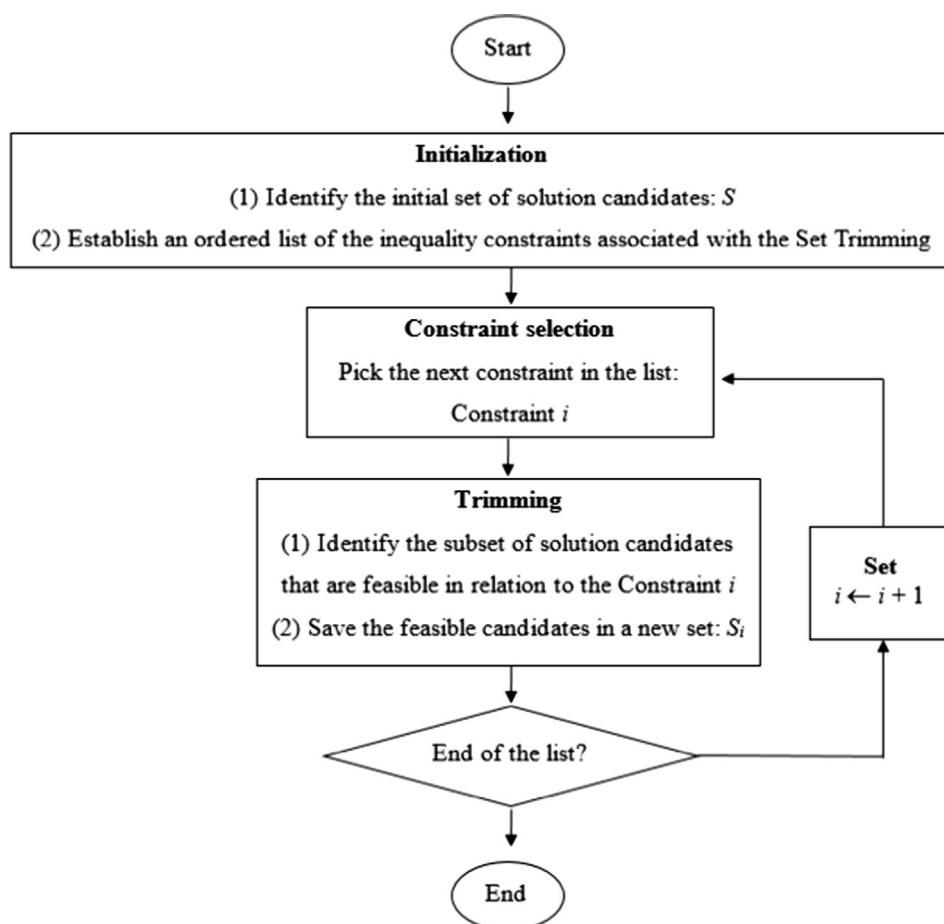 Start
Initialization
(1) Identify the initial set of solution candidates: S
(2) Establish an ordered list of the inequality constraints associated with the Set Trimming
Constraint selection
Pick the next constraint in the list:
Constraint i
Trimming
(1) Identify the subset of solution candidates
that are feasible in relation to the Constraint i
(2) Save the feasible candidates in a new set: Si
Set
i ← i + 1
End of the list?
End